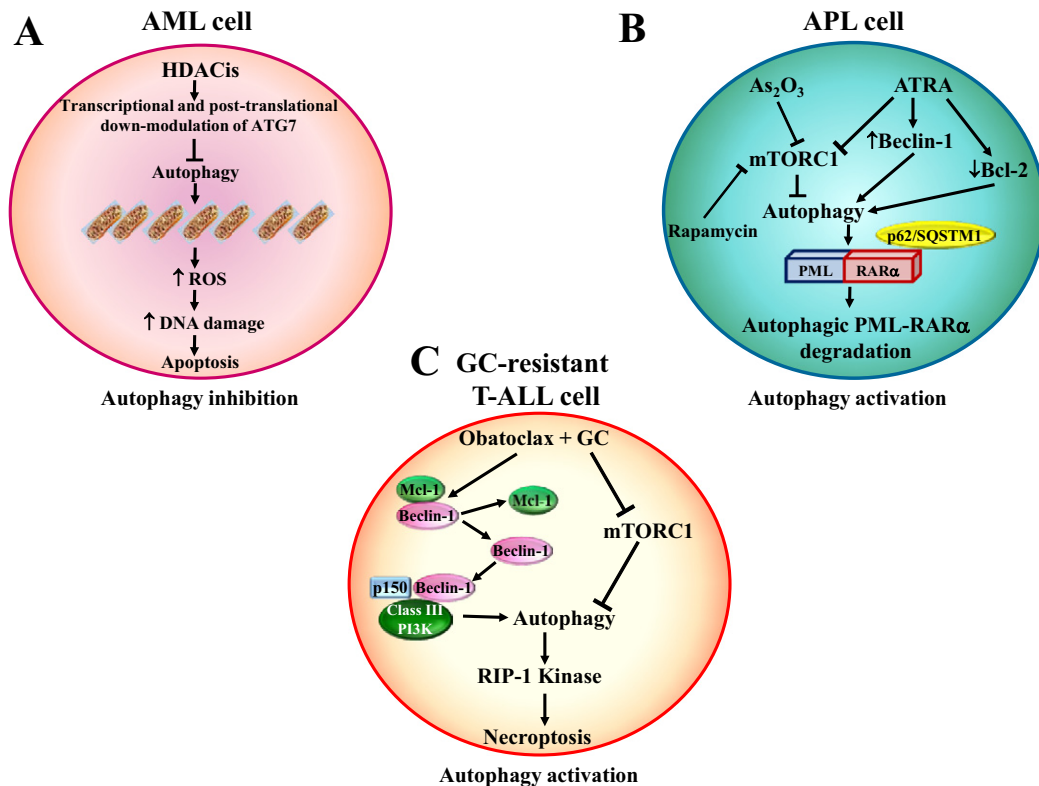 A
AML cell
HDACis
Transcriptional and post-translational
down-modulation of ATG7
Autophagy
↑ ROS
↑ DNA damage
Apoptosis
Autophagy inhibition
B
APL cell
As₂O₃
ATRA
↑Beclin-1
mTORC1
↓Bcl-2
Rapamycin
Autophagy
p62/SQSTM1
PML
RARα
Autophagic PML-RARα
degradation
Autophagy activation
C
GC-resistant
T-ALL cell
Obatoclax + GC
Mcl-1
Beclin-1
Mcl-1
mTORC1
Beclin-1
p150
Beclin-1
Class III
PI3K
Autophagy
RIP-1 Kinase
Necroptosis
Autophagy activation